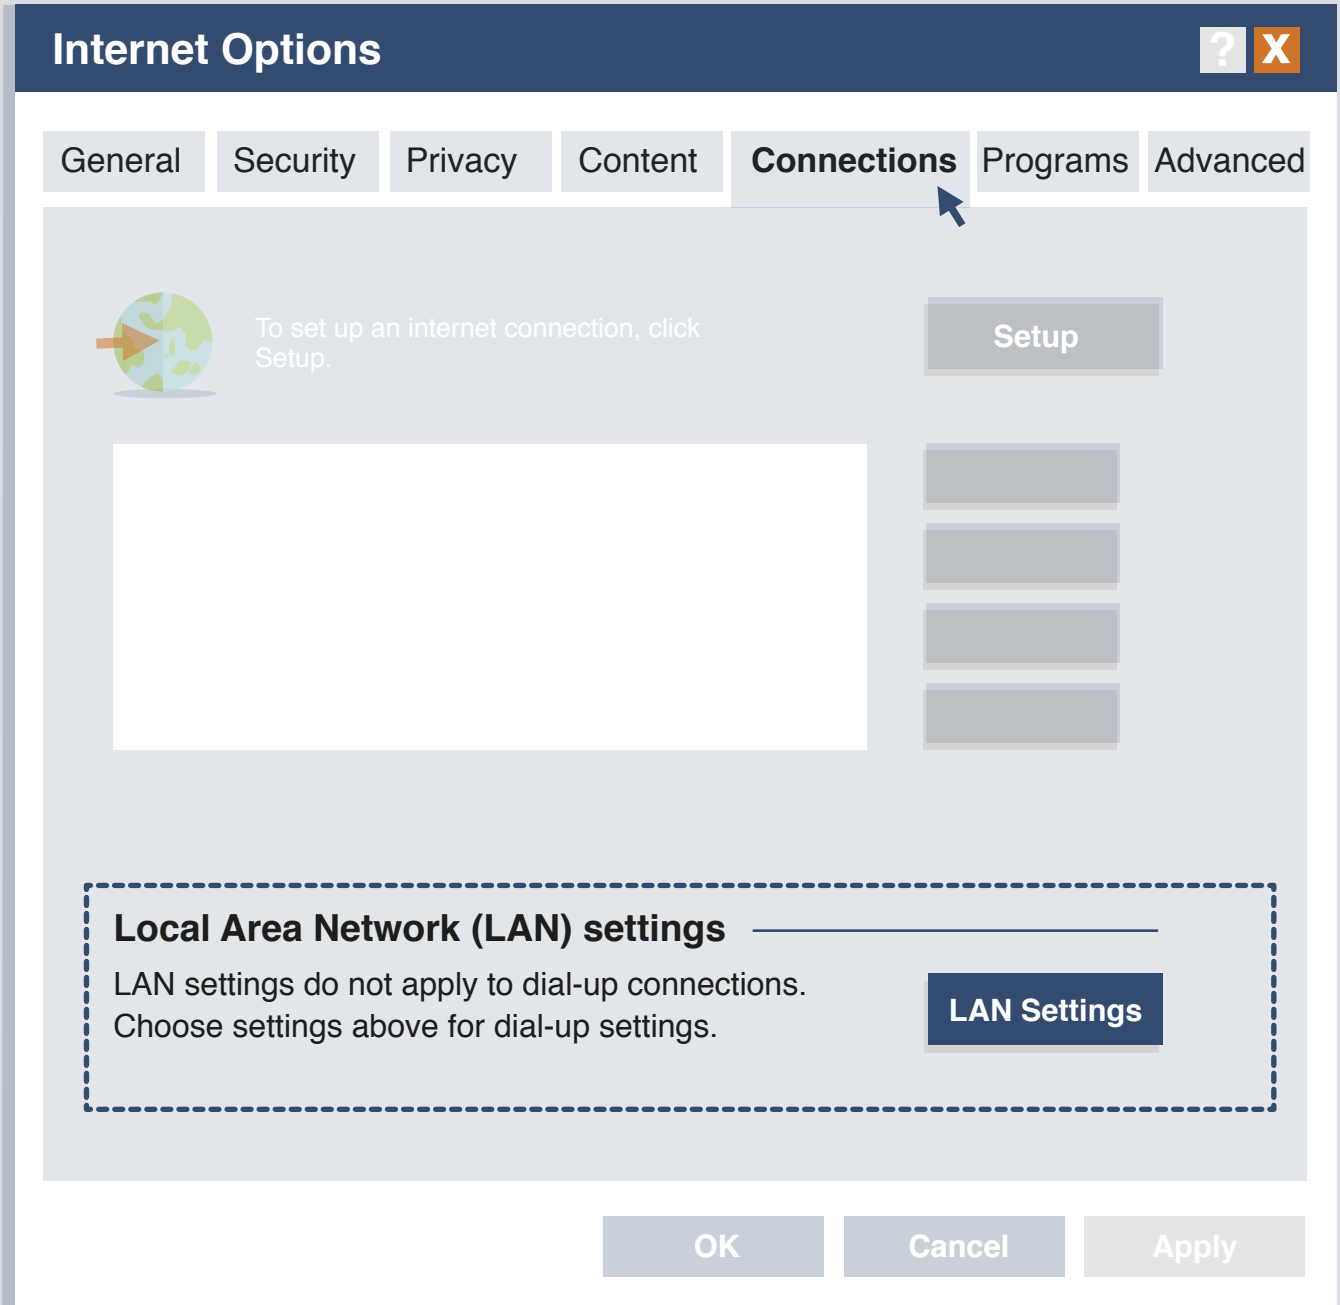 Internet Options
? X
General Security Privacy Content Connections Programs Advanced
To set up an internet connection, click
Setup.
Setup
Local Area Network (LAN) settings
LAN settings do not apply to dial-up connections.
Choose settings above for dial-up settings.
LAN Settings
OK Cancel Apply